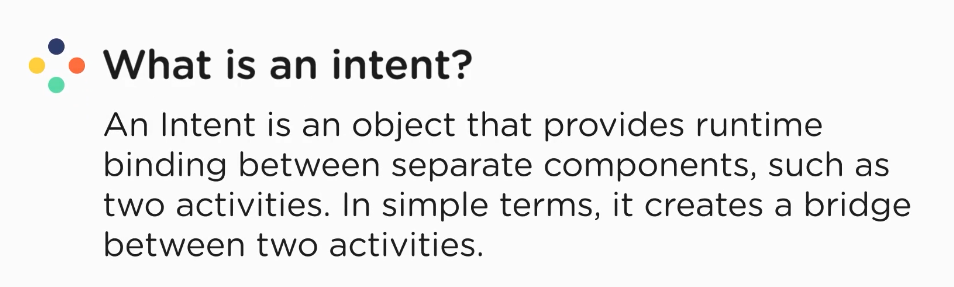 What is an intent?
An Intent is an object that provides runtime
binding between separate components, such as
two activities. In simple terms, it creates a bridge
between two activities.